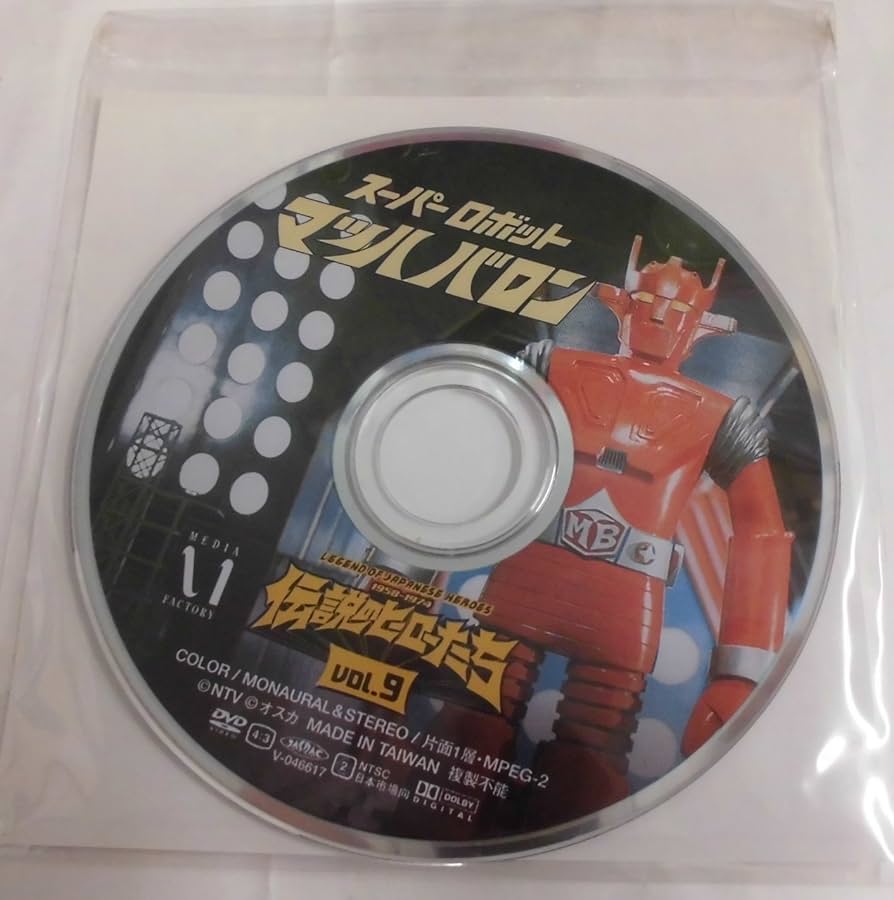 スーパー ロボット
マッハバロン
MB
MEDIA
FACTORY
LEGEND OF JAPANESE HEROES
1958-1974
伝説のヒーローたち
VOL.9
COLOR / MONAURAL & STEREO / 片面1層・MPEG-2
©NTV ©オスカ MADE IN TAIWAN 複製不能
DVD
VIDEO
4:3
V-046617
2
NTSC
日本市場向
DOLBY
DIGITAL